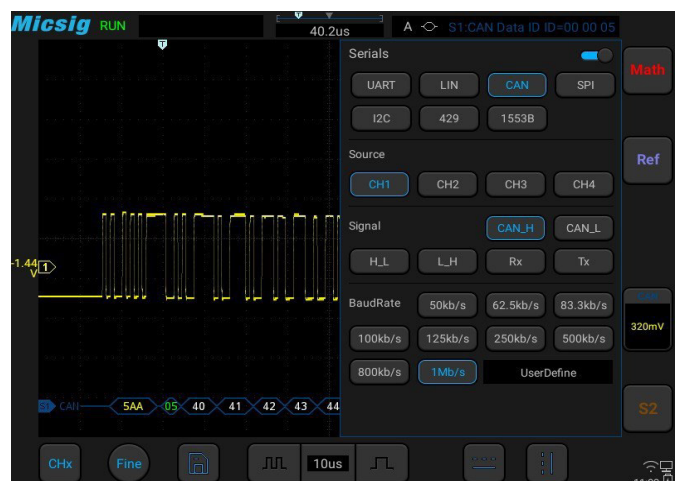 Micsig RUN 40.2us A S1:CAN Data ID ID=00 00 05
Serials
Math
UART LIN CAN SPI
I2C 429 1553B
Source
Ref
CH1 CH2 CH3 CH4
Signal CAN_H CAN_L
H_L L_H Rx Tx
-1.44
V 1
BaudRate 50kb/s 62.5kb/s 83.3kb/s
320mV
100kb/s 125kb/s 250kb/s 500kb/s
800kb/s 1Mb/s UserDefine
S1 CAN 5AA 05 40 41 42 43 44
S2
CHx Fine 10us